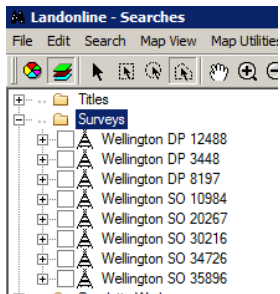 Landonline - Searches
File Edit Search Map View Map Utilities
Titles
Surveys
Wellington DP 12488
Wellington DP 3448
Wellington DP 8197
Wellington SO 10984
Wellington SO 20267
Wellington SO 30216
Wellington SO 34726
Wellington SO 35896